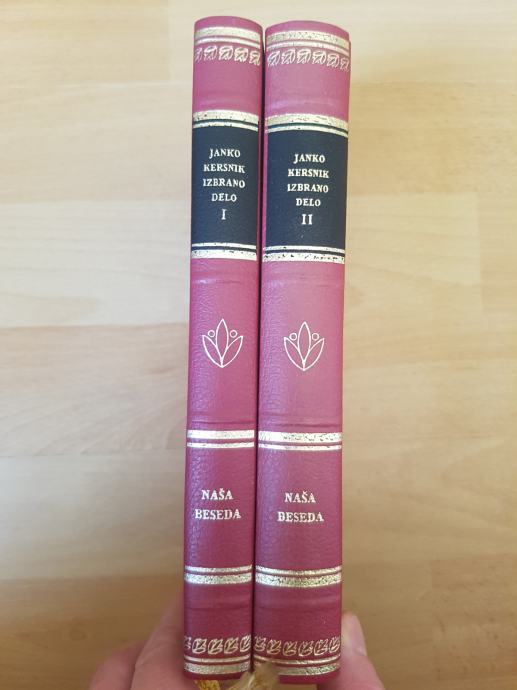 JANKO
KERSNIK
IZBRANO
DELO
I
NAŠA
BESEDA
JANKO
KERSNIK
IZBRANO
DELO
II
NAŠA
BESEDA